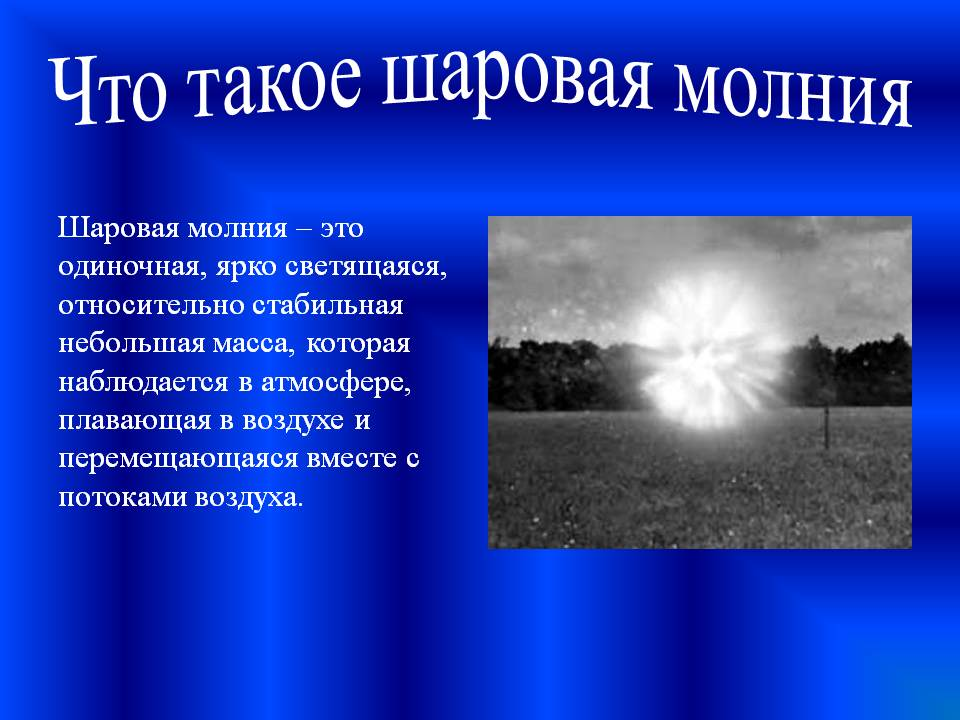 Что такое шаровая молния
Шаровая молния – это
одиночная, ярко светящаяся,
относительно стабильная
небольшая масса, которая
наблюдается в атмосфере,
плавающая в воздухе и
перемещающаяся вместе с
потоками воздуха.